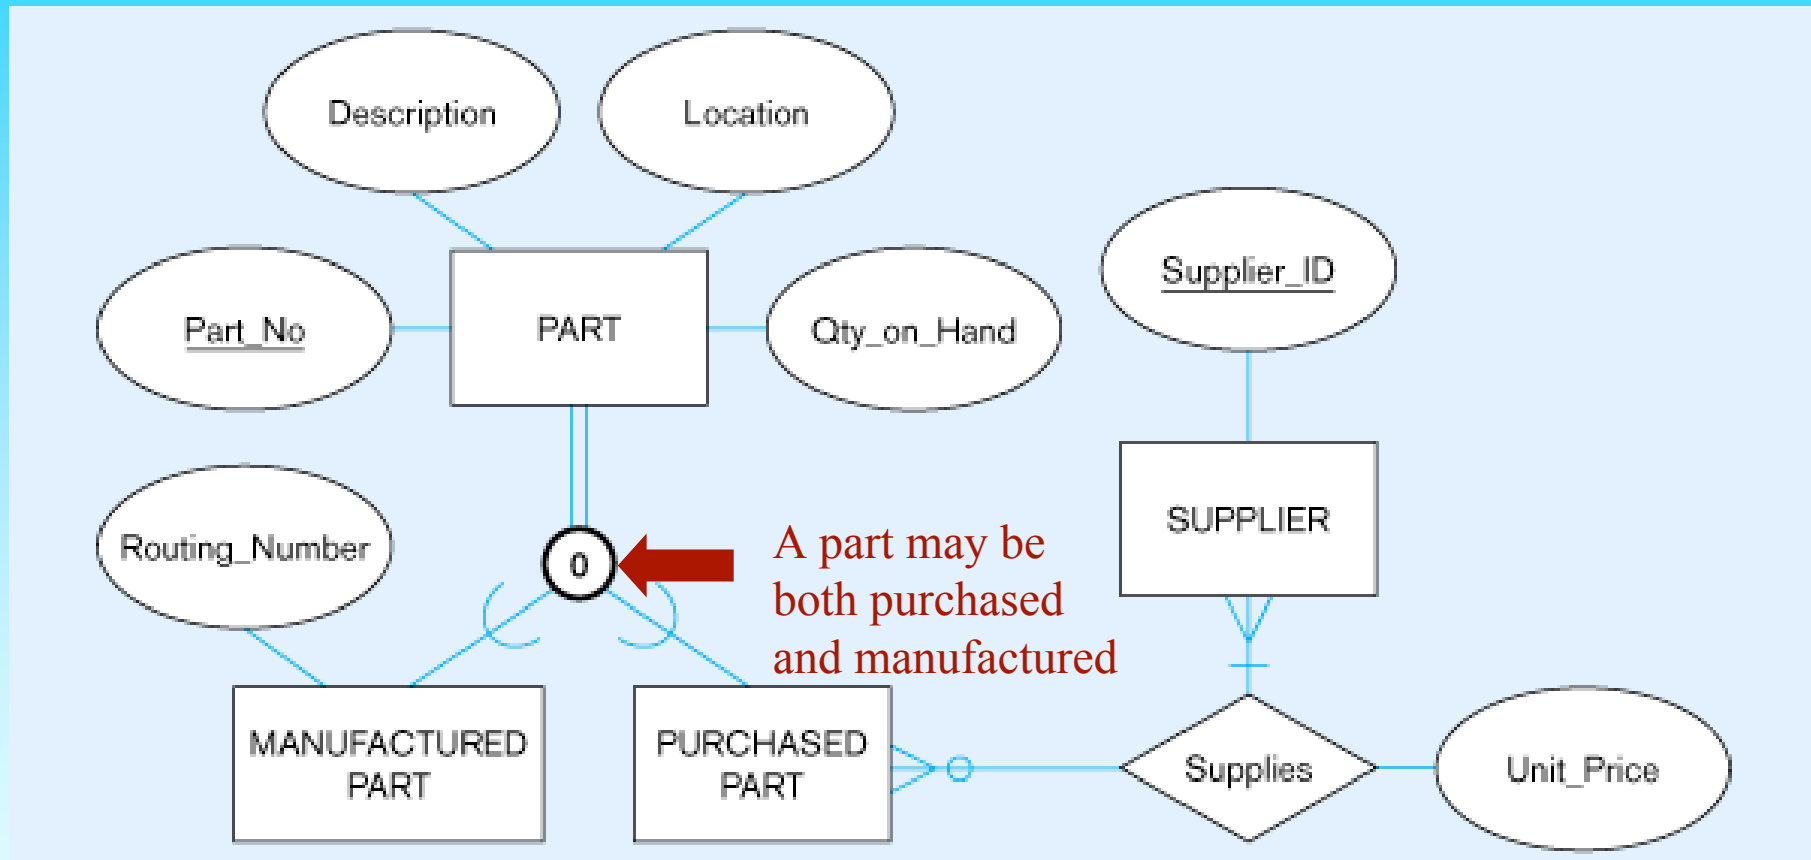 Description
Location
Part_No
PART
Qty_on_Hand
Supplier_ID
Routing_Number
0
A part may be
both purchased
and manufactured
SUPPLIER
MANUFACTURED
PART
PURCHASED
PART
Supplies
Unit_Price